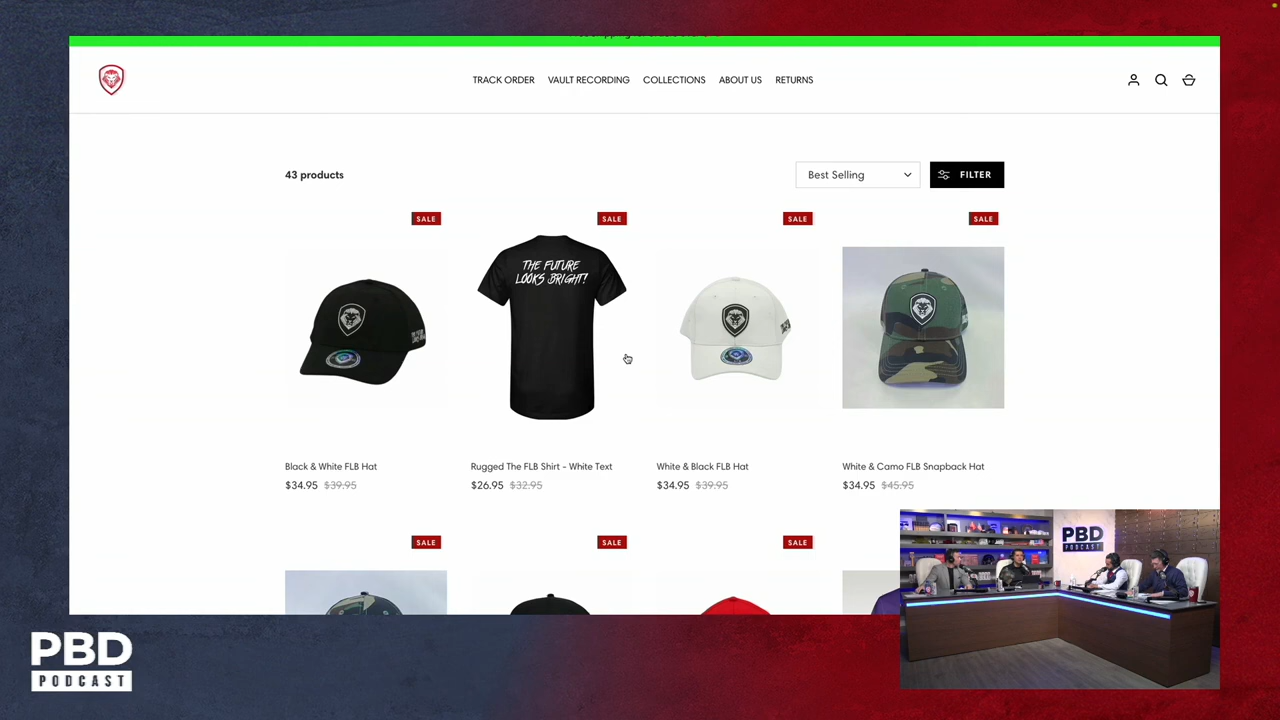 TRACK ORDER VAULT RECORDING COLLECTIONS ABOUT US RETURNS
43 products
Best Selling
FILTER
SALE SALE SALE SALE
THE FUTURE
LOOKS BRIGHT!
Black & White FLB Hat
$34.95 $39.95
Rugged The FLB Shirt - White Text
$26.95 $32.95
White & Black FLB Hat
$34.95 $39.95
White & Camo FLB Snapback Hat
$34.95 $45.95
SALE SALE SALE
PBD
PODCAST
PBD
PODCAST